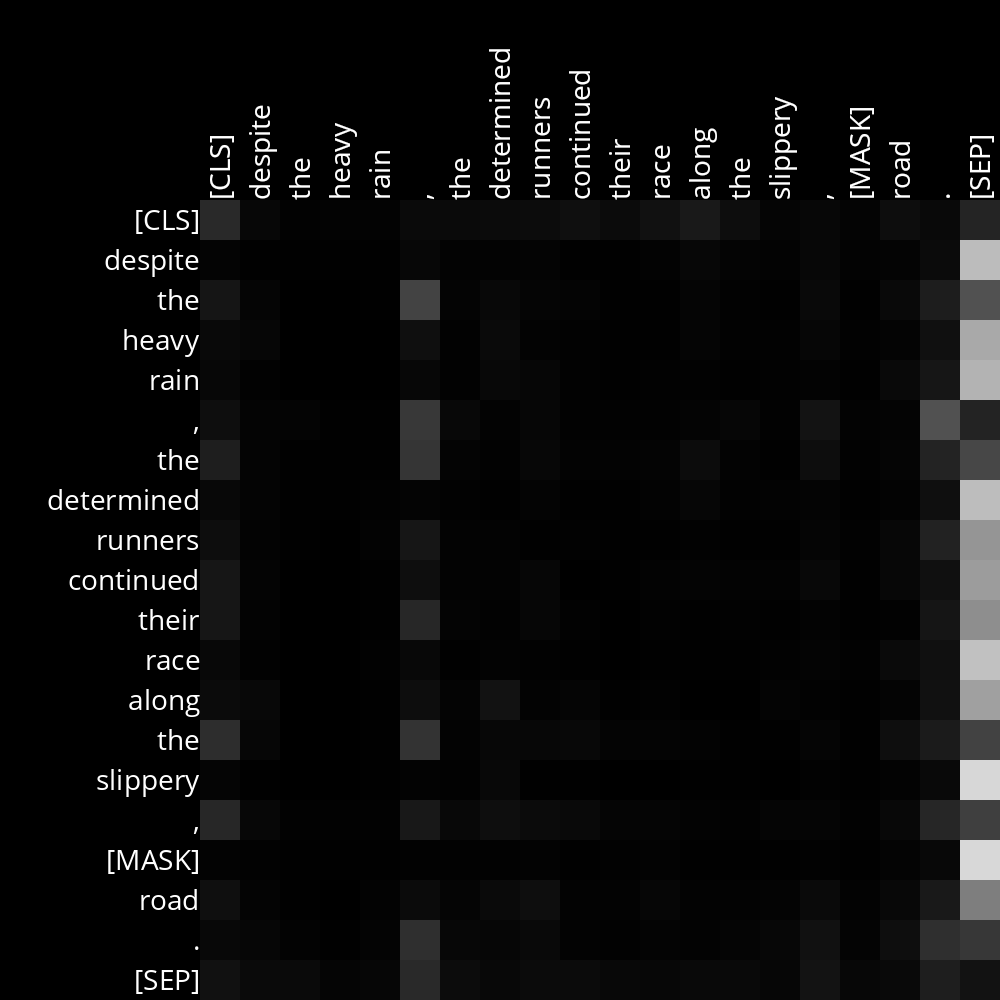 [CLS]
despite
the
heavy
rain
,
the
determined
runners
continued
their
race
along
the
slippery
,
[MASK]
road
.
[SEP]
[CLS]
despite
the
heavy
rain
,
the
determined
runners
continued
their
race
along
the
slippery
,
[MASK]
road
.
[SEP]